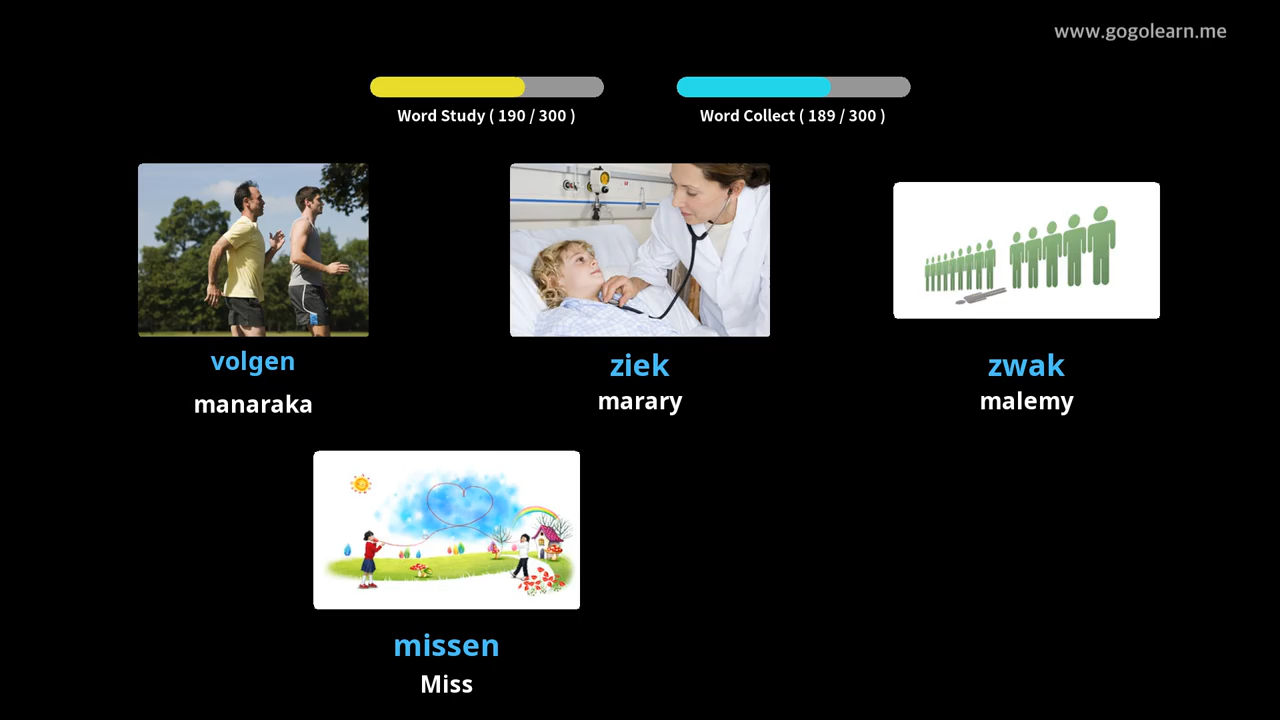 www.gogolearn.me
Word Study ( 190 / 300 )
Word Collect ( 189 / 300 )
volgen
manaraka
ziek
marary
zwak
malemy
missen
Miss